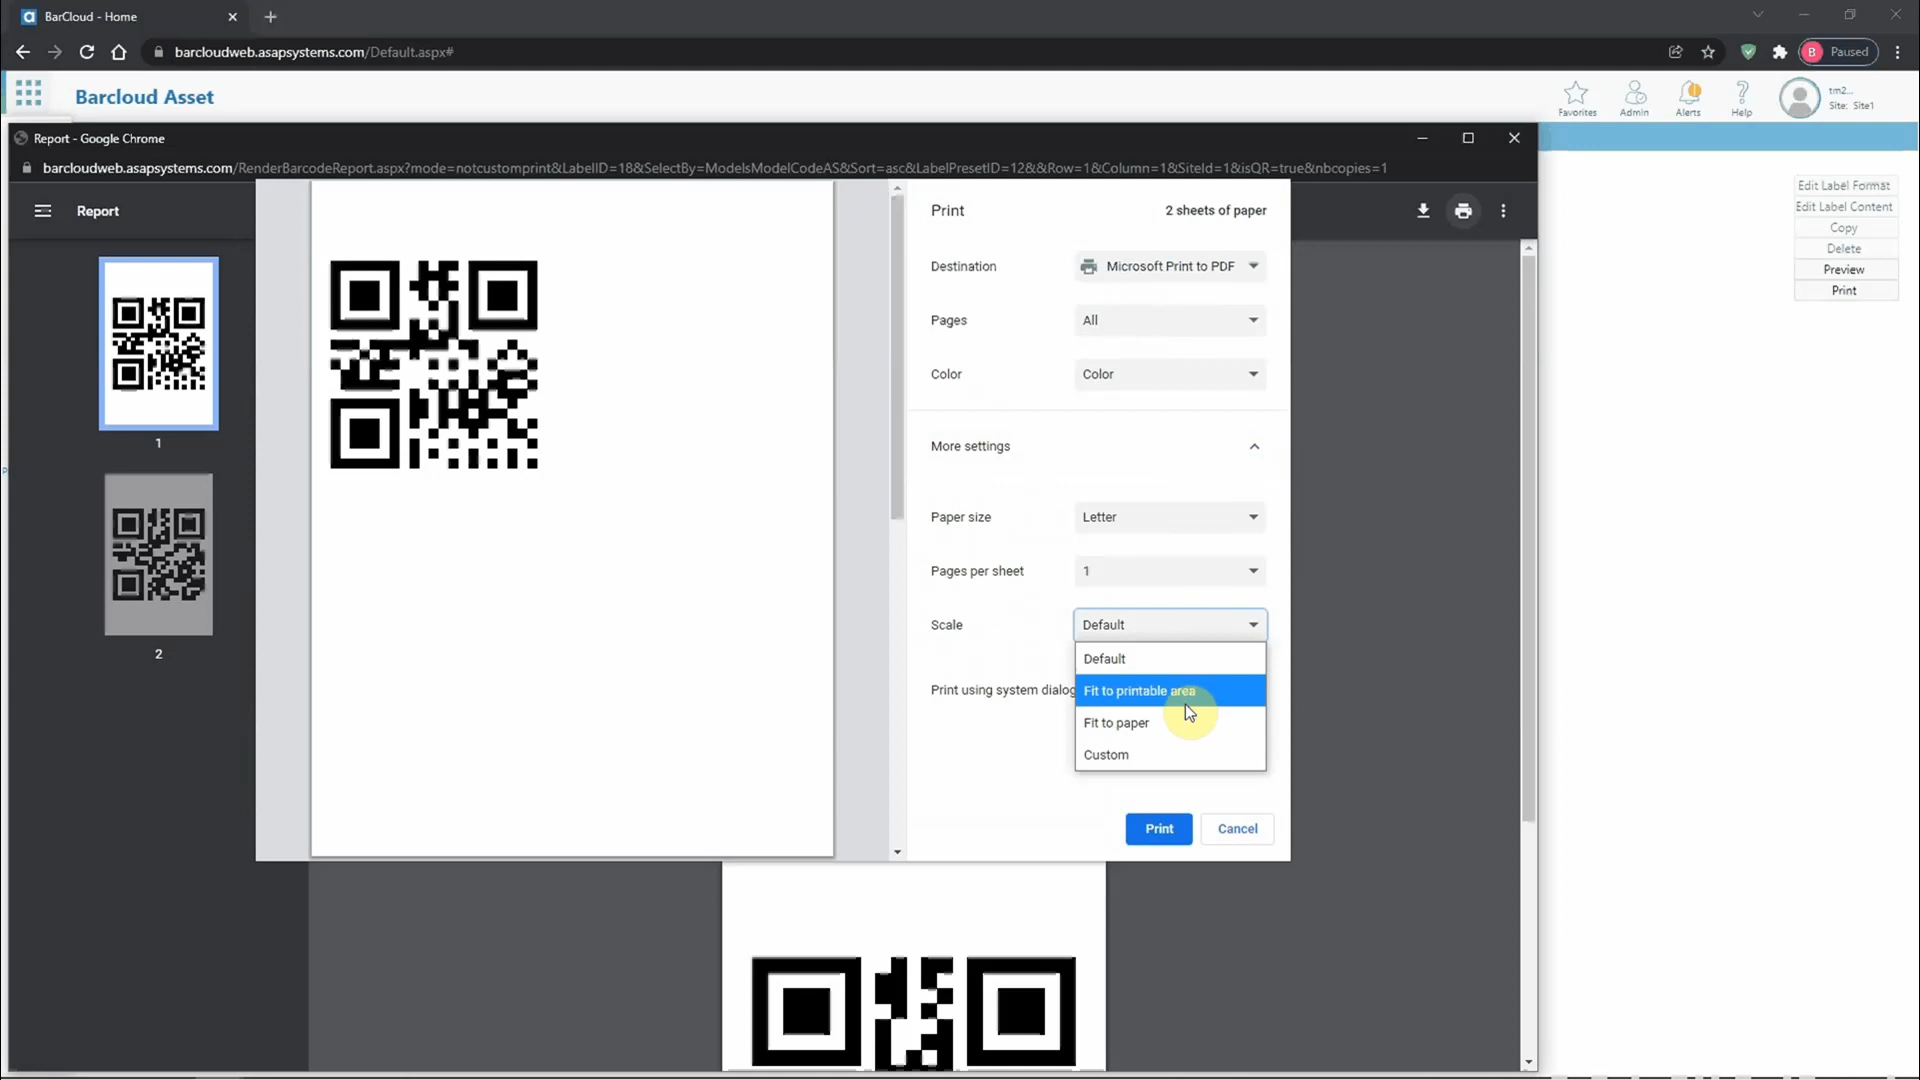 BarCloud - Home
barcloudweb.asapsystems.com/Default.aspx#
B Paused
Barcloud Asset
Favorites
Admin
Alerts
Help
tm2...
Site: Site1
Report - Google Chrome
barcloudweb.asapsystems.com/RenderBarcodeReport.aspx?mode=notcustomprint&LabelID=18&SelectBy=ModelsModelCodeAS&Sort=asc&LabelPresetID=12&&Row=1&Column=1&SiteId=1&isQR=true&nbcopies=1
Report
1
2
Print
2 sheets of paper
Destination
Microsoft Print to PDF
Pages
All
Color
Color
More settings
Paper size
Letter
Pages per sheet
1
Scale
Default
Default
Fit to printable area
Fit to paper
Custom
Print using system dialog
Print
Cancel
Edit Label Format
Edit Label Content
Copy
Delete
Preview
Print